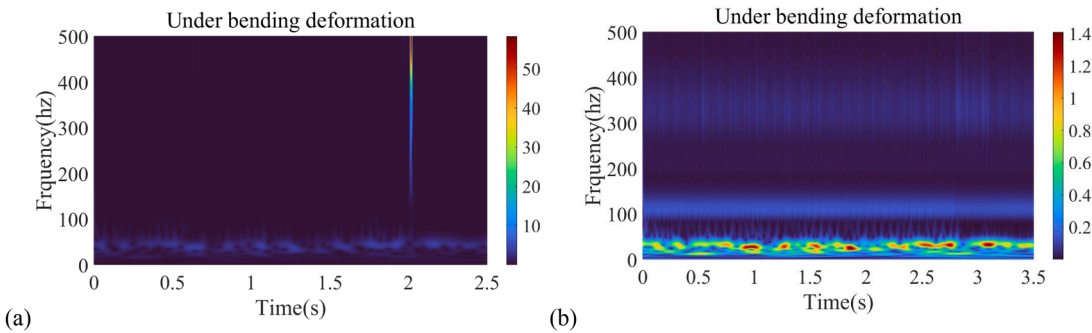 Under bending deformation
500
400
300
200
100
0
Frquency(hz)
0 0.5 1 1.5 2 2.5
Time(s)
50
40
30
20
10
(a)
Under bending deformation
500
400
300
200
100
0
Frquency(hz)
0 0.5 1 1.5 2 2.5 3 3.5
Time(s)
1.4
1.2
1
0.8
0.6
0.4
0.2
(b)